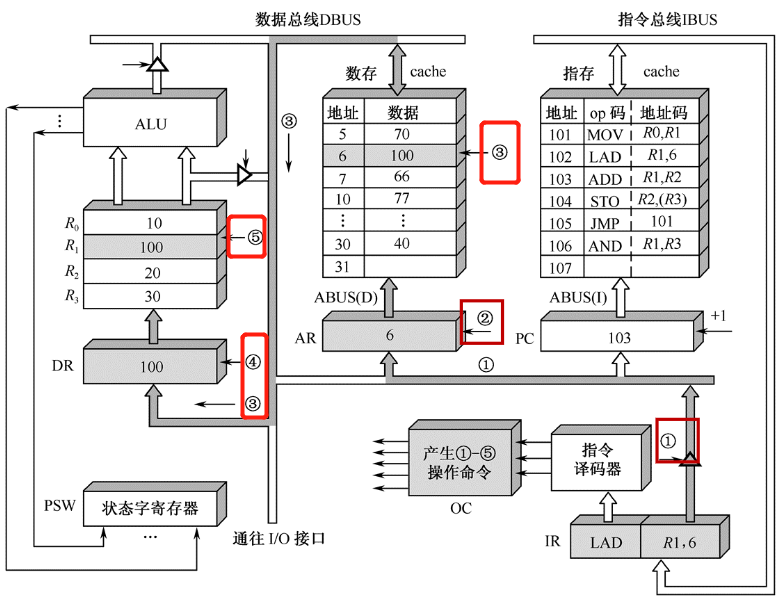 数据总线DBUS
指令总线IBUS
数存 cache
指存 cache
ALU
⋮
③
地址 数据
5 70
6 100
7 66
10 77
⋮ ⋮
30 40
31
③
地址 op 码 地址码
101 MOV R0,R1
102 LAD R1,6
103 ADD R1,R2
104 STO R2,(R3)
105 JMP 101
106 AND R1,R3
107
R₀ 10
R₁ 100
⑤
R₂ 20
R₃ 30
ABUS(D)
ABUS(I)
AR 6
②
PC 103
+1
DR 100
④
③
①
①
产生①-⑤
操作命令
OC
指令
译码器
PSW 状态字寄存器
…
通往 I/O 接口
IR LAD R1,6